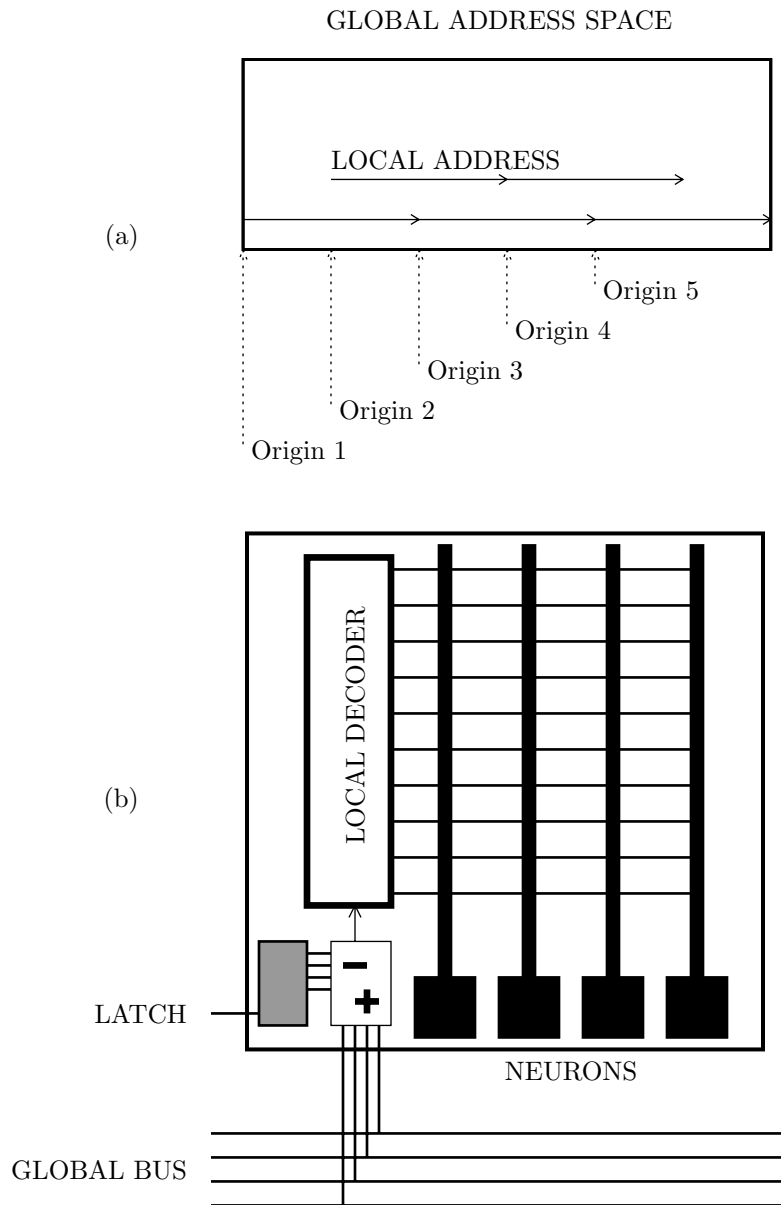 GLOBAL ADDRESS SPACE
LOCAL ADDRESS
(a)
Origin 5
Origin 4
Origin 3
Origin 2
Origin 1
LOCAL DECODER
(b)
−
+
LATCH
NEURONS
GLOBAL BUS